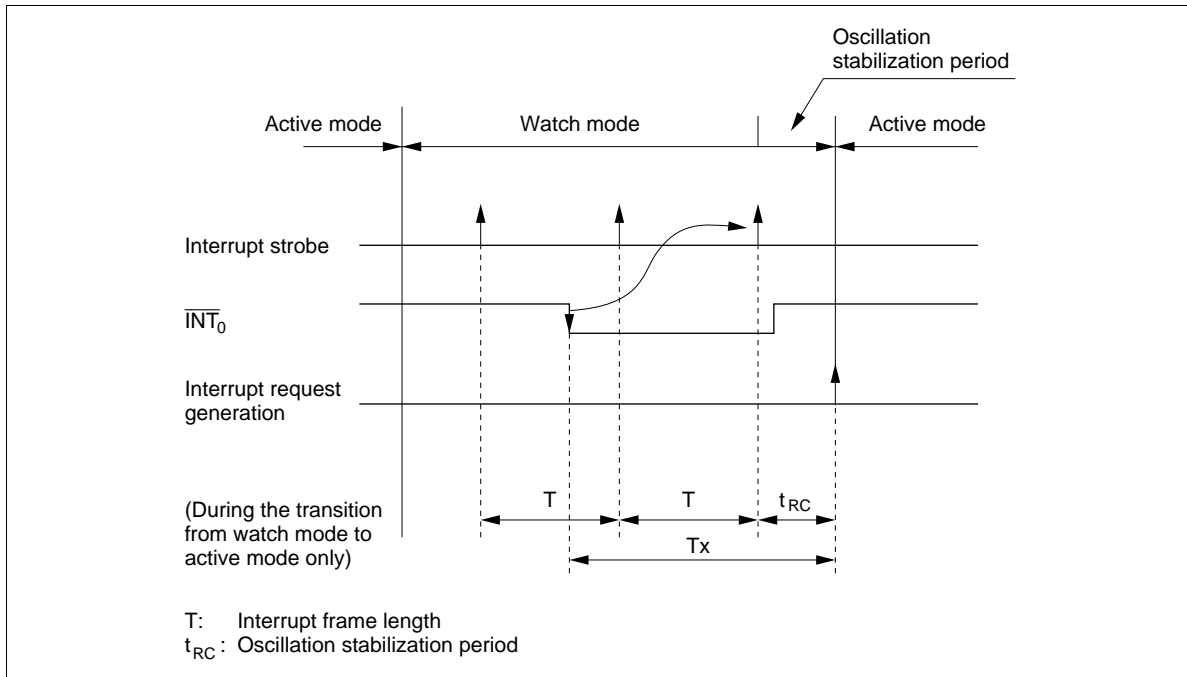 Oscillation
stabilization period
Active mode
Watch mode
Active mode
Interrupt strobe
INT0
Interrupt request
generation
(During the transition
from watch mode to
active mode only)
T
T
tRC
Tx
T: Interrupt frame length
tRC : Oscillation stabilization period